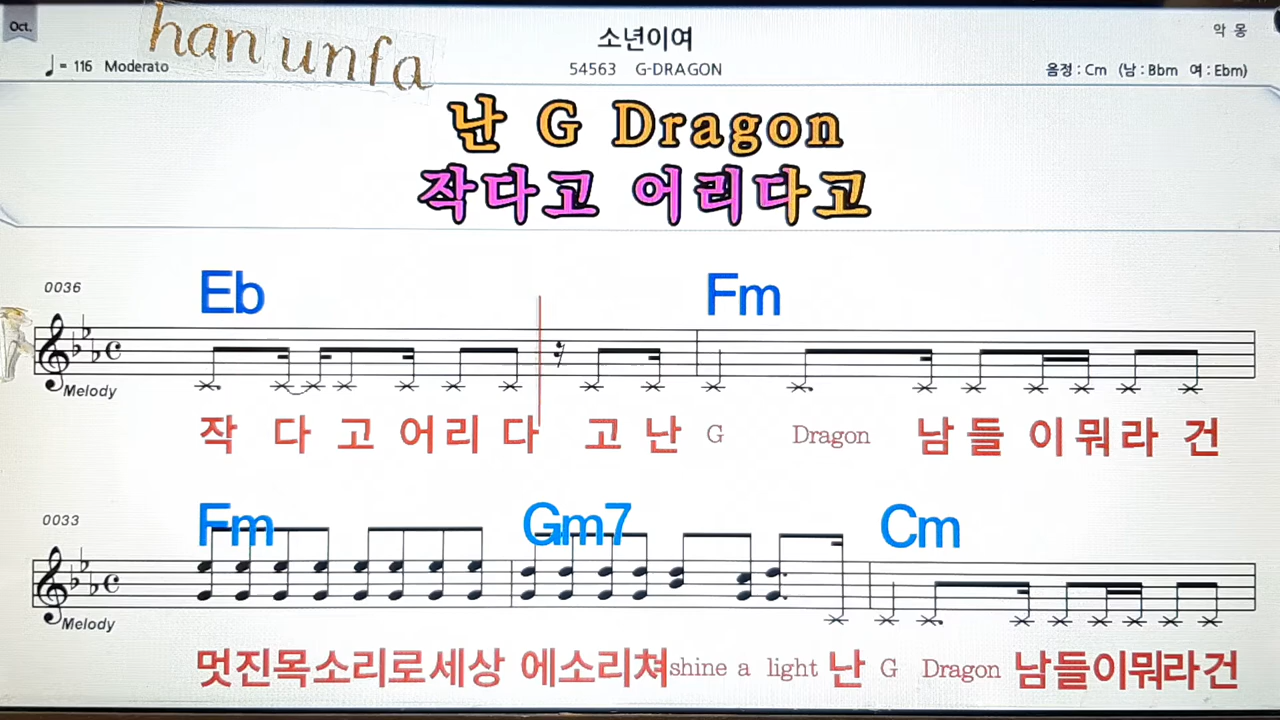 Oct.
han unfa
♩= 116 Moderato
소년이여
54563 G-DRAGON
악 몽
음정 : Cm (남 : Bbm 여 : Ebm)
난 G Dragon
작다고 어리다고
0036
Eb Fm
Melody
작 다 고 어 리 다 고 난 G Dragon 남 들 이 뭐 라 건
0033
Fm Gm7 Cm
Melody
멋진목소리로세상 에소리쳐 shine a light 난 G Dragon 남들이뭐라건